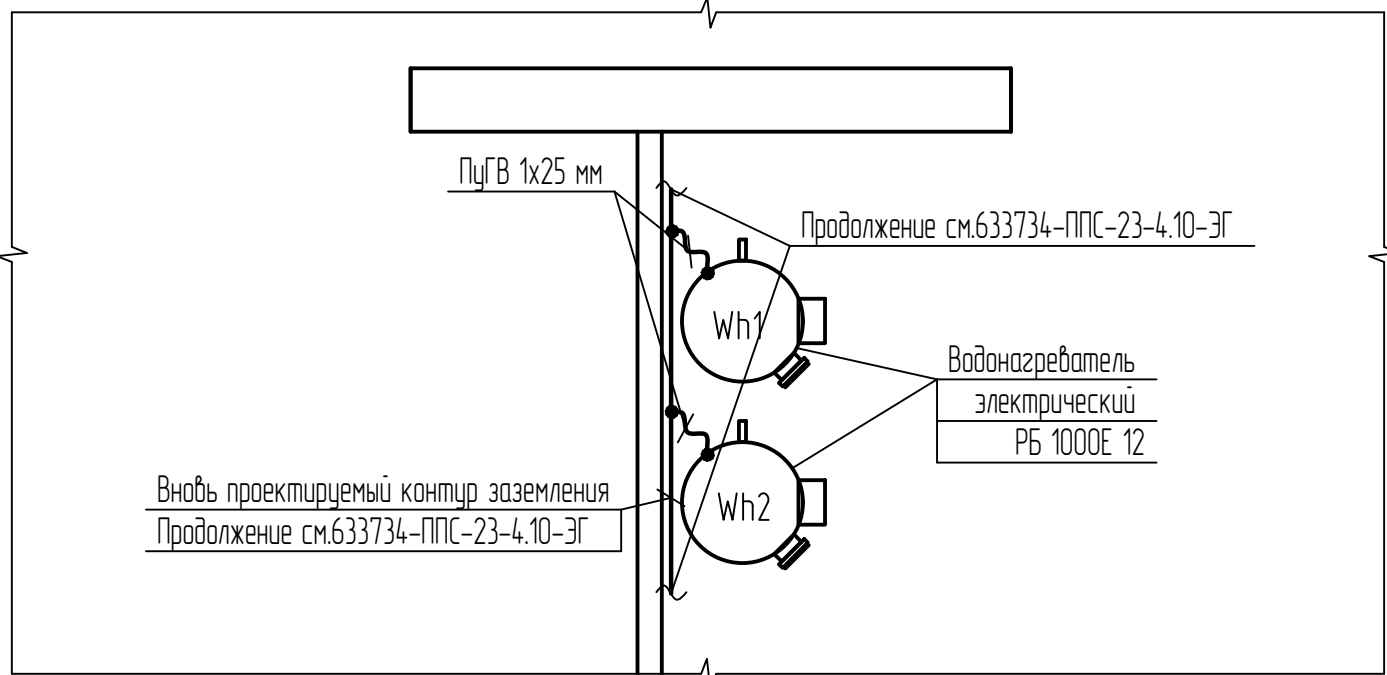 ПуГВ 1х25 мм
Продолжение см.633734-ППС-23-4.10-ЭГ
Wh1
Водонагреватель
электрический
РБ 1000Е 12
Wh2
Вновь проектируемый контур заземления
Продолжение см.633734-ППС-23-4.10-ЭГ